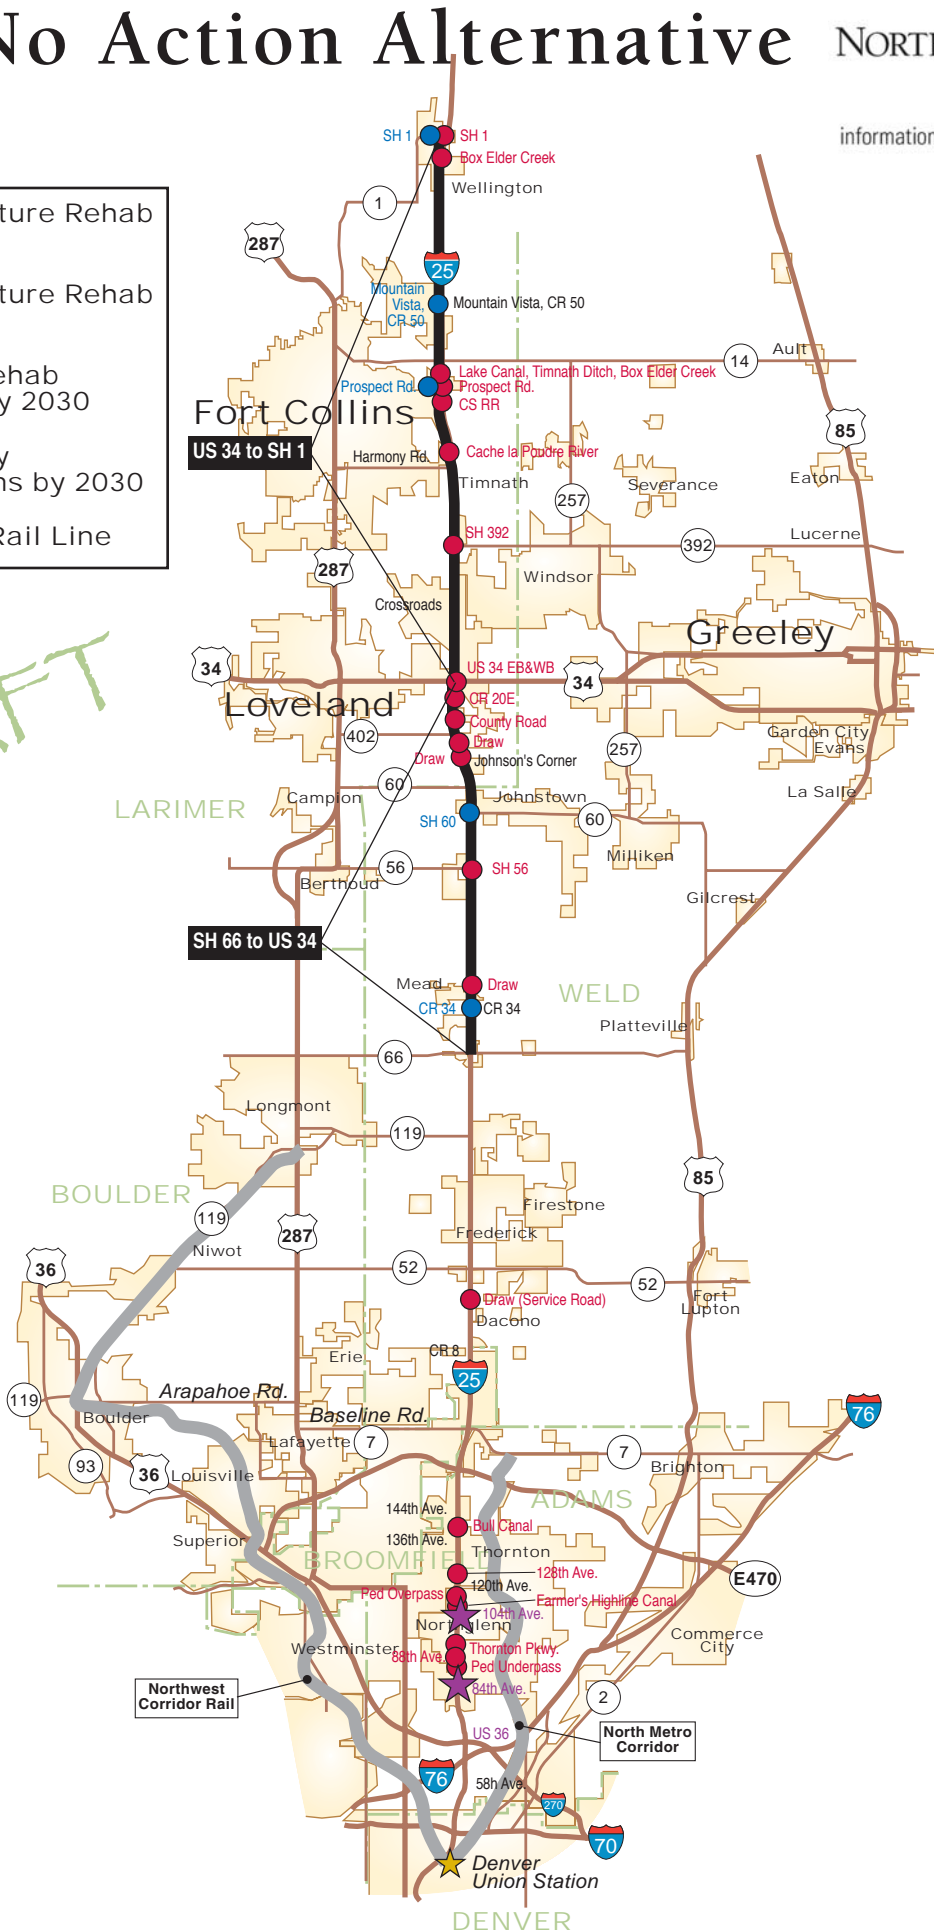 No Action Alternative
NORTH
information
ture Rehab
ture Rehab
ehab
y 2030
y
ns by 2030
Rail Line
SH 1
SH 1
Box Elder Creek
Wellington
1
287
25
Mountain
Vista,
CR 50
Mountain Vista, CR 50
14
Ault
Lake Canal, Timnath Ditch, Box Elder Creek
Prospect Rd.
Prospect Rd.
CS RR
Fort Collins
85
US 34 to SH 1
Harmony Rd.
Cache la Poudre River
Timnath
Severance
Eaton
257
SH 392
392
Lucerne
287
Windsor
Crossroads
Greeley
34
US 34 EB&WB
34
CR 20E
Loveland
County Road
402
Draw
Draw
Johnson's Corner
257
Garden City
Evans
LARIMER
Campion
60
Johnstown
La Salle
SH 60
60
Milliken
56
SH 56
Berthoud
Gilcrest
SH 66 to US 34
Mead
Draw
WELD
CR 34
CR 34
Platteville
66
Longmont
119
BOULDER
85
119
Firestone
Niwot
287
Frederick
36
52
52
Fort
Lupton
Draw (Service Road)
Dacono
Erie
CR 8
25
119
Arapahoe Rd.
Boulder
Baseline Rd.
76
Lafayette
7
7
93
36
Louisville
Brighton
ADAMS
144th Ave.
Bull Canal
Superior
136th Ave.
Thornton
BROOMFIELD
128th Ave.
E470
120th Ave.
Ped Overpass
Farmer's Highline Canal
104th Ave.
Northglenn
Commerce
City
Westminster
Thornton Pkwy.
88th Ave.
Ped Underpass
84th Ave.
Northwest
Corridor Rail
2
US 36
North Metro
Corridor
76
58h Ave.
270
70
Denver
Union Station
DENVER
FT